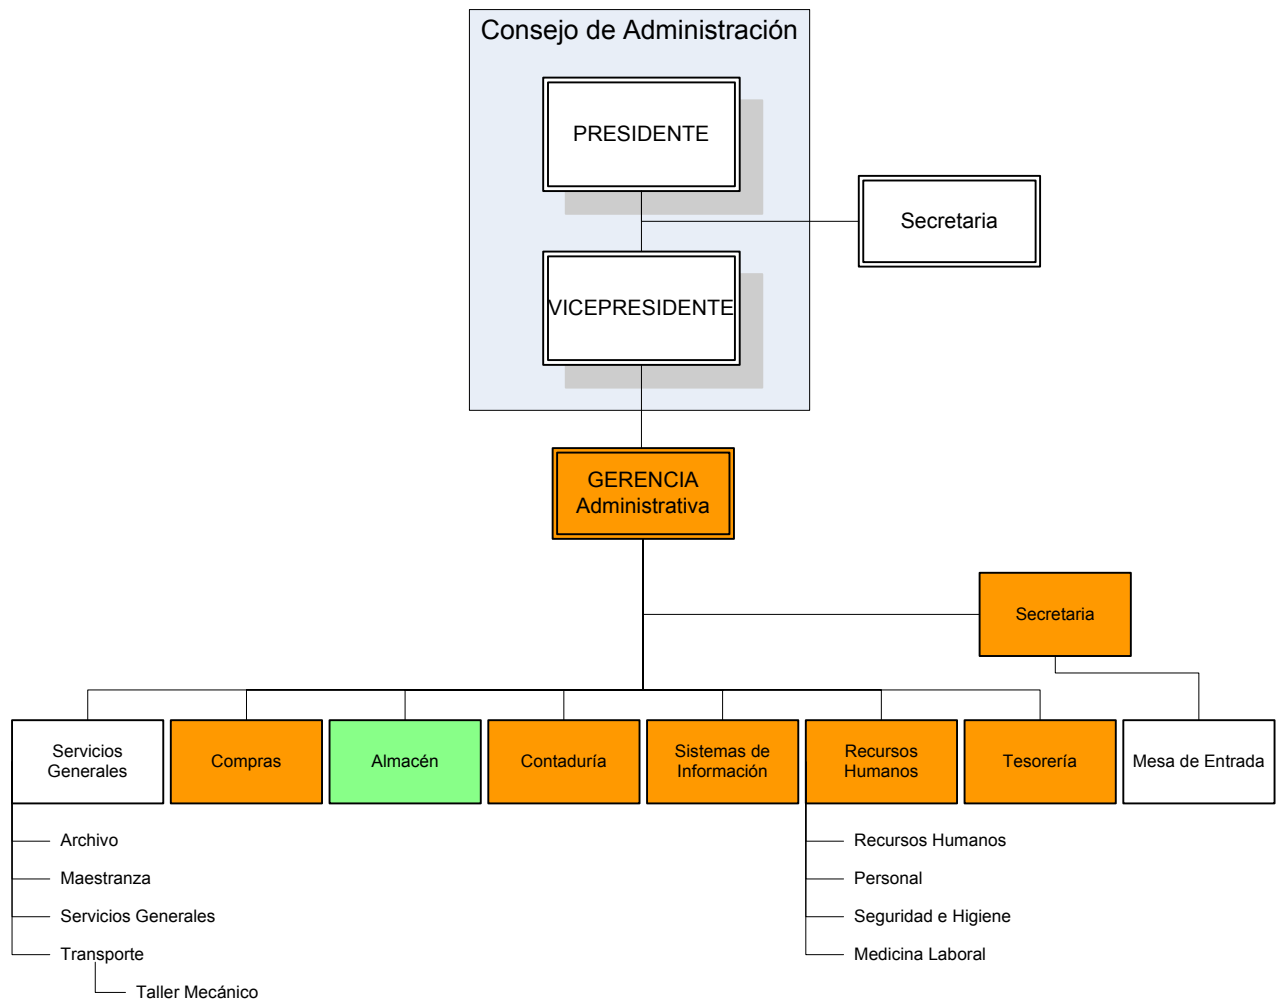 Consejo de Administración
PRESIDENTE
Secretaria
VICEPRESIDENTE
GERENCIA
Administrativa
Secretaria
Servicios
Generales
Compras
Almacén
Contaduría
Sistemas de
Información
Recursos
Humanos
Tesorería
Mesa de Entrada
Archivo
Maestranza
Servicios Generales
Transporte
Taller Mecánico
Recursos Humanos
Personal
Seguridad e Higiene
Medicina Laboral